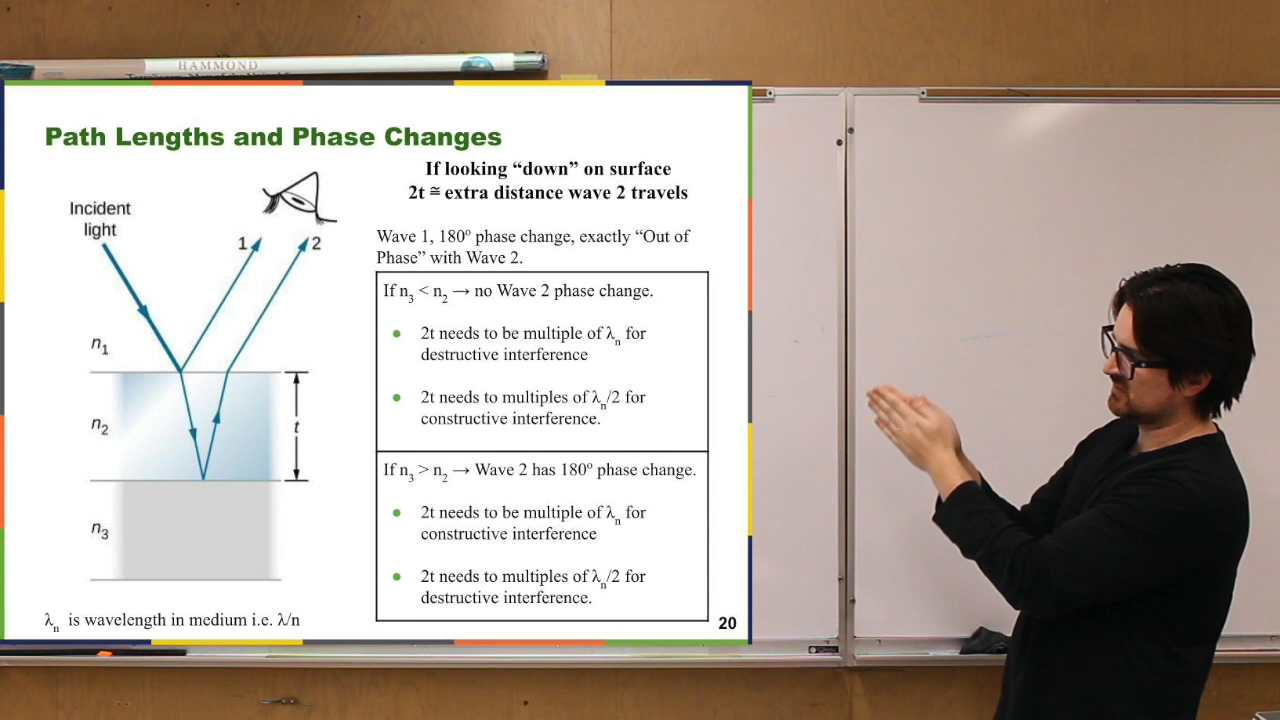 HAMMOND
Path Lengths and Phase Changes
If looking “down” on surface
2t ≅ extra distance wave 2 travels
Incident
light
1
2
Wave 1, 180º phase change, exactly “Out of
Phase” with Wave 2.
If n₃ < n₂ → no Wave 2 phase change.
● 2t needs to be multiple of λₙ for
destructive interference
● 2t needs to multiples of λₙ/2 for
constructive interference.
If n₃ > n₂ → Wave 2 has 180º phase change.
● 2t needs to be multiple of λₙ for
constructive interference
● 2t needs to multiples of λₙ/2 for
destructive interference.
n₁
n₂
t
n₃
λₙ is wavelength in medium i.e. λ/n
20